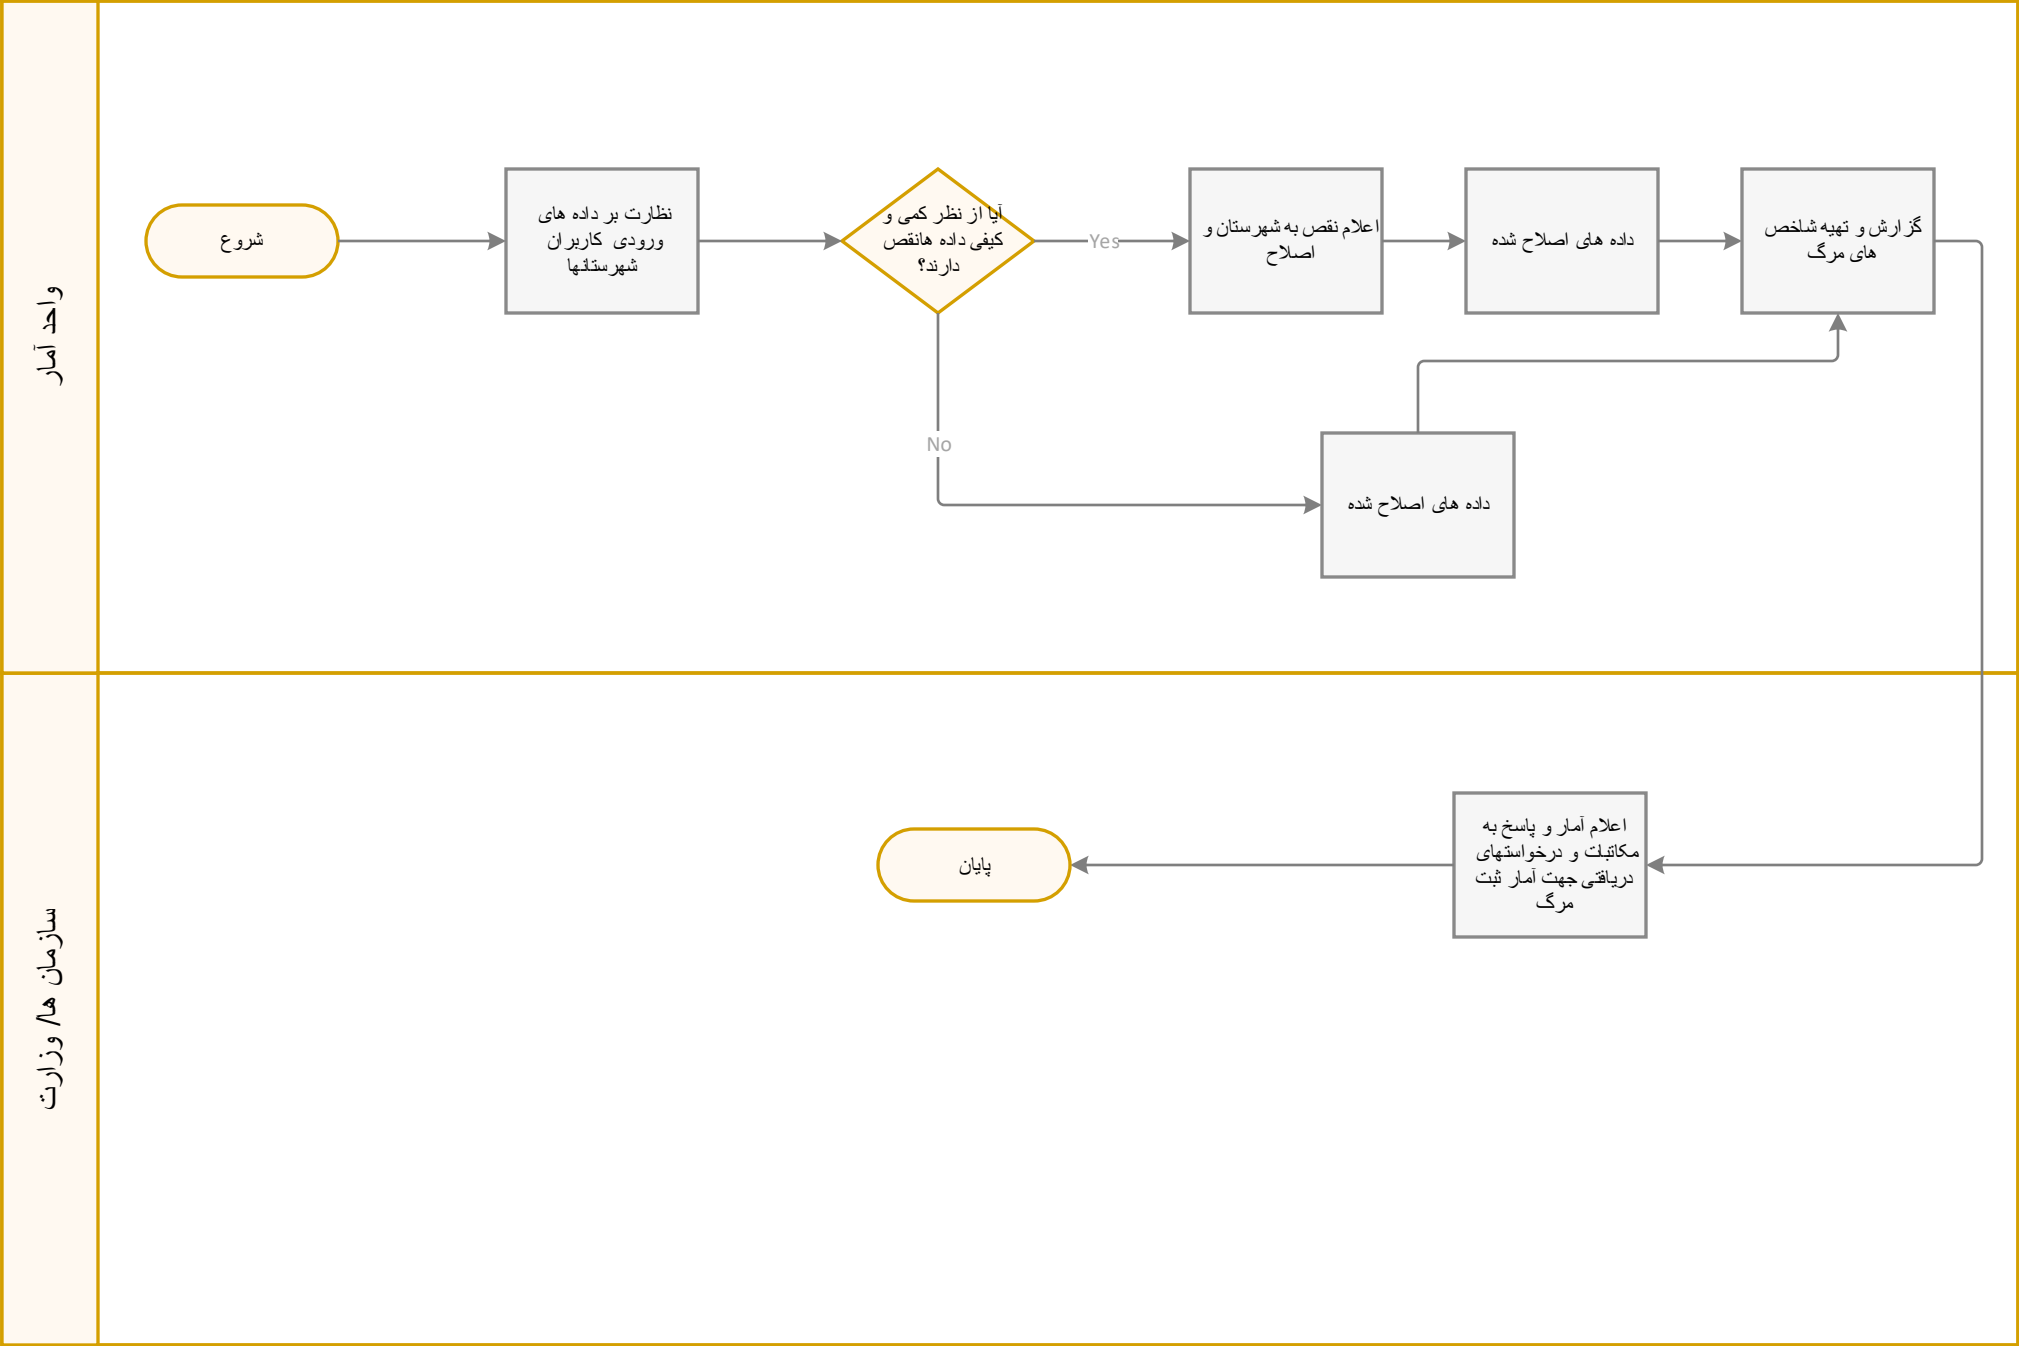 واحد آمار
شروع
نظارت بر داده های
ورودی کاربران
شهرستانها
آیا از نظر کمی و
کیفی داده هانقص
دارند؟
Yes
اعلام نقص به شهرستان و
اصلاح
داده های اصلاح شده
گزارش و تهیه شاخص
های مرگ
No
داده های اصلاح شده
سازمان ها/ وزارت
اعلام آمار و پاسخ به
مکاتبات و درخواستهای
دریافتی جهت آمار ثبت
مرگ
پایان